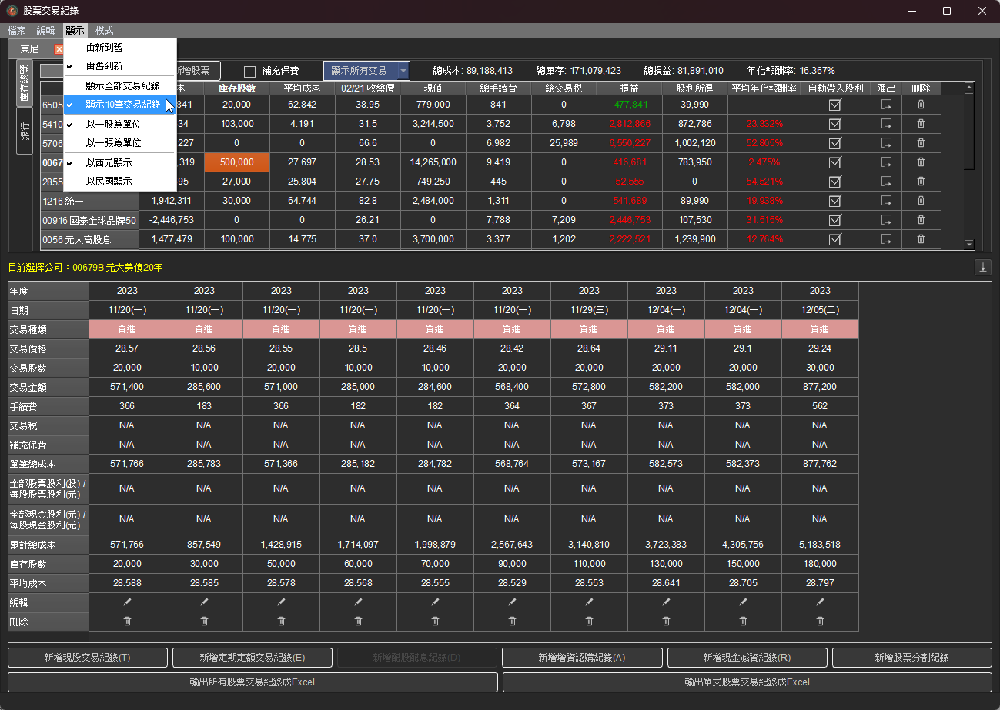 股票交易紀錄
檔案 編輯 顯示 模式
東尼
由新到舊
由舊到新
顯示全部交易紀錄
顯示10筆交易紀錄
以一股為單位
以一張為單位
以西元顯示
以民國顯示
庫存總覽
銀行
增股票 補充保費 顯示所有交易 總成本: 89,188,413 總庫存: 171,079,423 總損益: 81,891,010 年化報酬率: 16.367%
本 庫存股數 平均成本 02/21 收盤價 現值 總手續費 總交易稅 損益 股利所得 平均年化報酬率 自動帶入股利 匯出 刪除
6505 341 20,000 62.842 38.95 779,000 841 0 -477,841 39,990 -
5410 34 103,000 4.191 31.5 3,244,500 3,752 6,798 2,812,866 872,786 23.332%
5706 227 0 0 66.6 0 6,982 25,989 6,550,227 1,002,120 52.805%
0067 ,319 500,000 27.697 28.53 14,265,000 9,419 0 416,681 783,950 2.475%
2855 95 27,000 25.804 27.75 749,250 445 0 52,555 0 54.521%
1216 統一 1,942,311 30,000 64.744 82.8 2,484,000 1,311 0 541,689 89,990 19.938%
00916 國泰全球品牌50 -2,446,753 0 0 26.21 0 7,788 7,209 2,446,753 107,530 31.515%
0056 元大高股息 1,477,479 100,000 14.775 37.0 3,700,000 3,377 1,202 2,222,521 1,239,900 12.764%
目前選擇公司：00679B 元大美債20年
年度 2023 2023 2023 2023 2023 2023 2023 2023 2023 2023
日期 11/20(一) 11/20(一) 11/20(一) 11/20(一) 11/20(一) 11/20(一) 11/29(三) 12/04(一) 12/04(一) 12/05(二)
交易種類 買進 買進 買進 買進 買進 買進 買進 買進 買進 買進
交易價格 28.57 28.56 28.55 28.5 28.46 28.42 28.64 29.11 29.1 29.24
交易股數 20,000 10,000 20,000 10,000 10,000 20,000 20,000 20,000 20,000 30,000
交易金額 571,400 285,600 571,000 285,000 284,600 568,400 572,800 582,200 582,000 877,200
手續費 366 183 366 182 182 364 367 373 373 562
交易稅 N/A N/A N/A N/A N/A N/A N/A N/A N/A N/A
補充保費 N/A N/A N/A N/A N/A N/A N/A N/A N/A N/A
單筆總成本 571,766 285,783 571,366 285,182 284,782 568,764 573,167 582,573 582,373 877,762
全部股票股利(股) /
每股股票股利(元) N/A N/A N/A N/A N/A N/A N/A N/A N/A N/A
全部現金股利(元) /
每股現金股利(元) N/A N/A N/A N/A N/A N/A N/A N/A N/A N/A
累計總成本 571,766 857,549 1,428,915 1,714,097 1,998,879 2,567,643 3,140,810 3,723,383 4,305,756 5,183,518
庫存股數 20,000 30,000 50,000 60,000 70,000 90,000 110,000 130,000 150,000 180,000
平均成本 28.588 28.585 28.578 28.568 28.555 28.529 28.553 28.641 28.705 28.797
編輯
刪除
新增現股交易紀錄(T) 新增定期定額交易紀錄(E) 新增配股配息紀錄(D) 新增增資認購紀錄(A) 新增現金減資紀錄(R) 新增股票分割紀錄
輸出所有股票交易紀錄成Excel 輸出單支股票交易紀錄成Excel